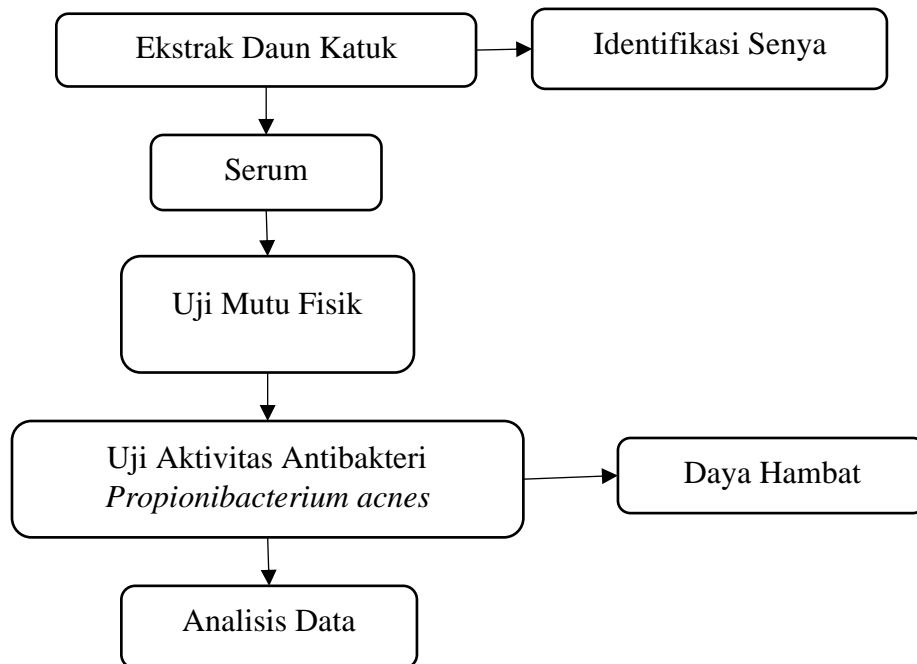 Ekstrak Daun Katuk
Identifikasi Senya
Serum
Uji Mutu Fisik
Uji Aktivitas Antibakteri
Propionibacterium acnes
Daya Hambat
Analisis Data